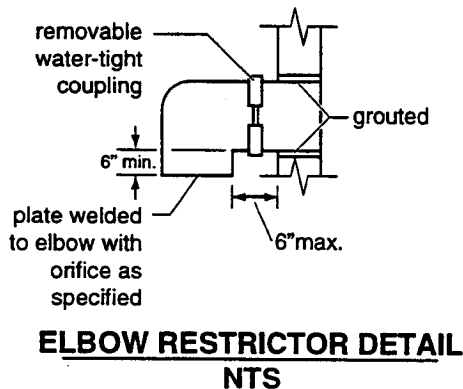 removable
water-tight
coupling
grouted
6" min.
plate welded
to elbow with
orifice as
specified
6"max.
ELBOW RESTRICTOR DETAIL
NTS